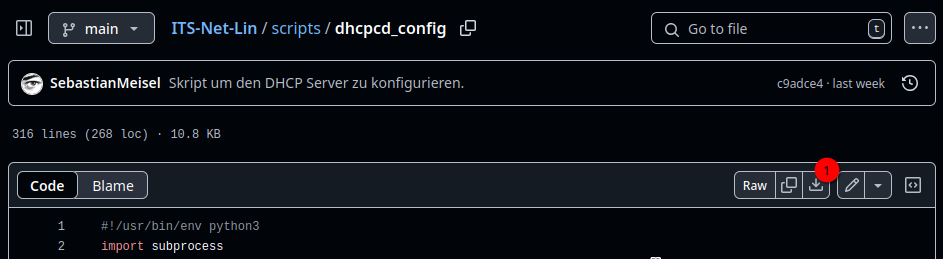 main ITS-Net-Lin / scripts / dhcpcd_config Go to file t
SebastianMeisel Skript um den DHCP Server zu konfigurieren. c9adce4 · last week
316 lines (268 loc) · 10.8 KB
Code Blame Raw 1
1 #!/usr/bin/env python3
2 import subprocess